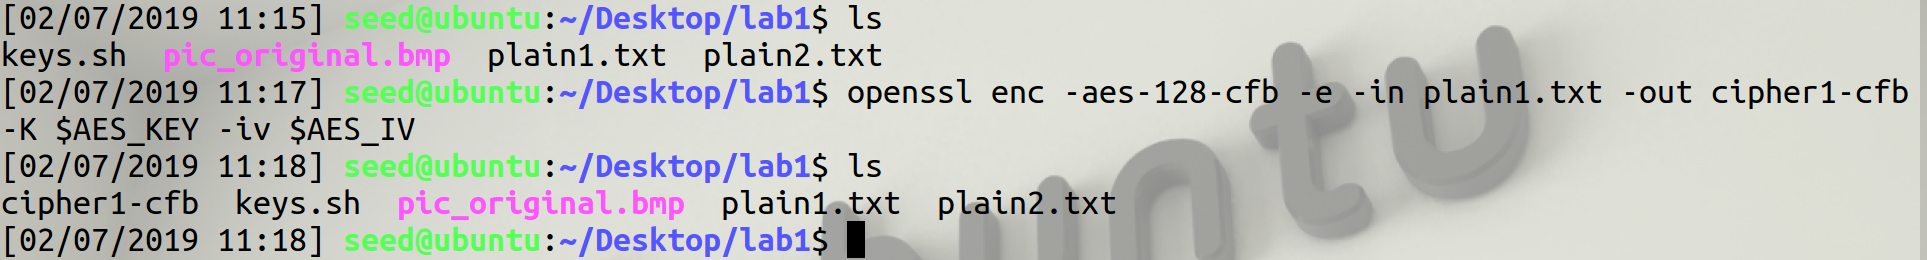 [02/07/2019 11:15] seed@ubuntu:~/Desktop/lab1$ ls
keys.sh  pic_original.bmp  plain1.txt  plain2.txt
[02/07/2019 11:17] seed@ubuntu:~/Desktop/lab1$ openssl enc -aes-128-cfb -e -in plain1.txt -out cipher1-cfb
-K $AES_KEY -iv $AES_IV
[02/07/2019 11:18] seed@ubuntu:~/Desktop/lab1$ ls
cipher1-cfb  keys.sh  pic_original.bmp  plain1.txt  plain2.txt
[02/07/2019 11:18] seed@ubuntu:~/Desktop/lab1$
untu